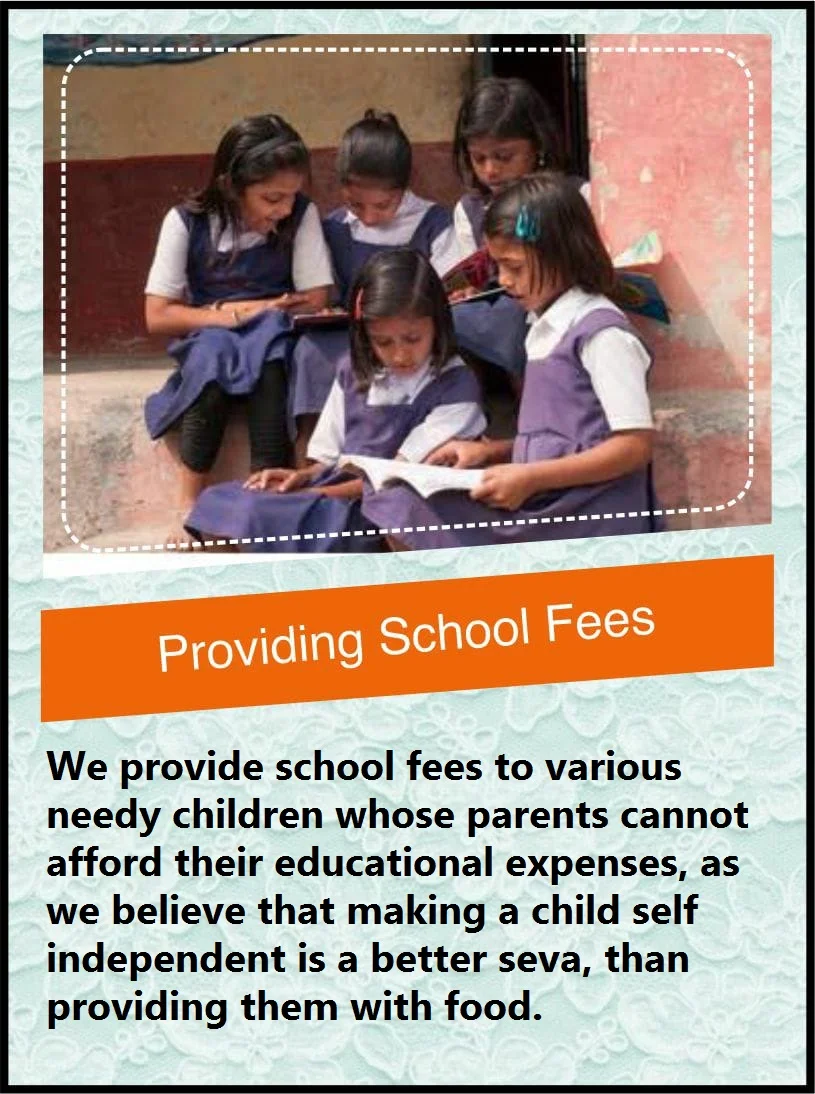 Providing School Fees
We provide school fees to various
needy children whose parents cannot
afford their educational expenses, as
we believe that making a child self
independent is a better seva, than
providing them with food.